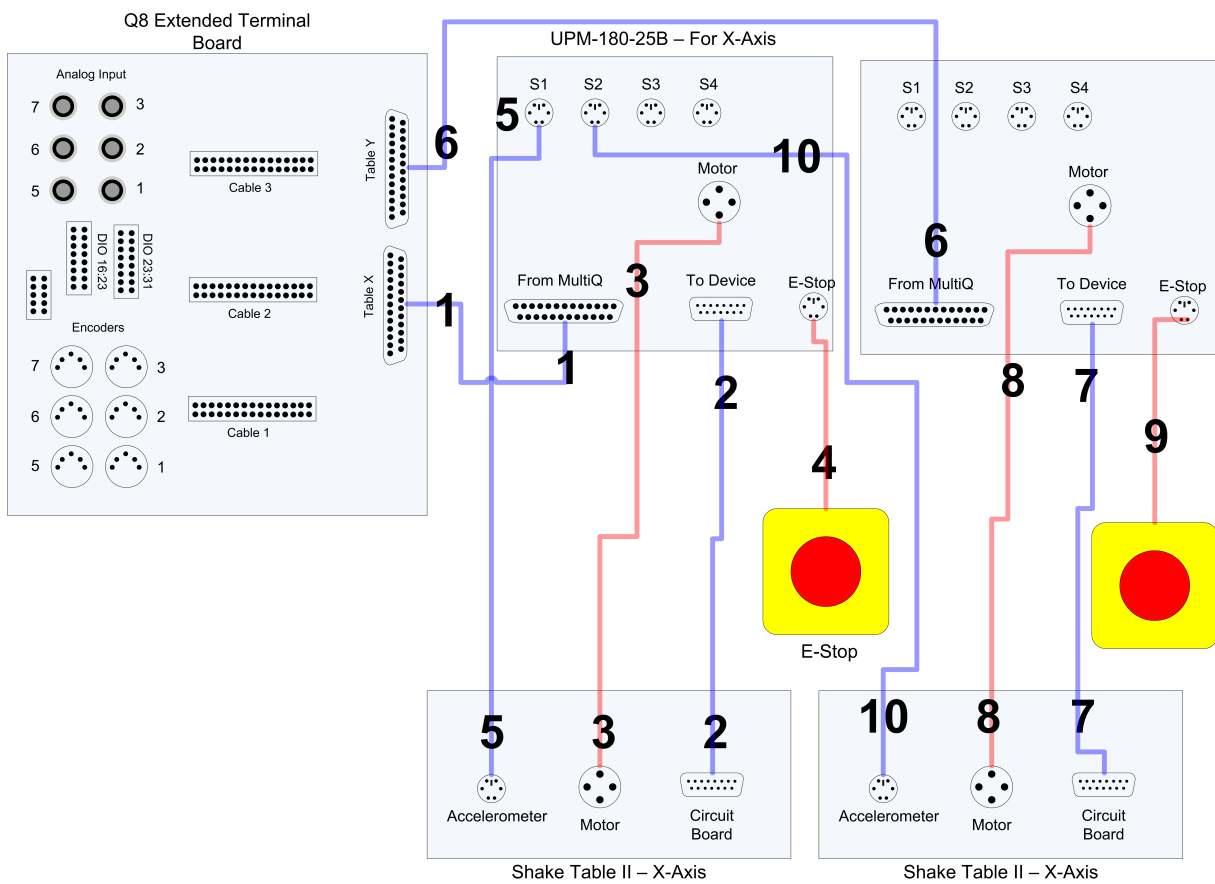 Q8 Extended Terminal
Board
Analog Input
7
3
6
2
5
1
Cable 3
Table Y
DIO 16:23
DIO 23:31
Cable 2
Table X
Encoders
7
3
6
2
5
1
Cable 1
6
1
UPM-180-25B – For X-Axis
S1
S2
S3
S4
5
10
Motor
3
From MultiQ
To Device
E-Stop
1
2
4
S1
S2
S3
S4
Motor
6
From MultiQ
To Device
E-Stop
8
7
9
E-Stop
5
3
2
Accelerometer
Motor
Circuit
Board
Shake Table II – X-Axis
10
8
7
Accelerometer
Motor
Circuit
Board
Shake Table II – X-Axis